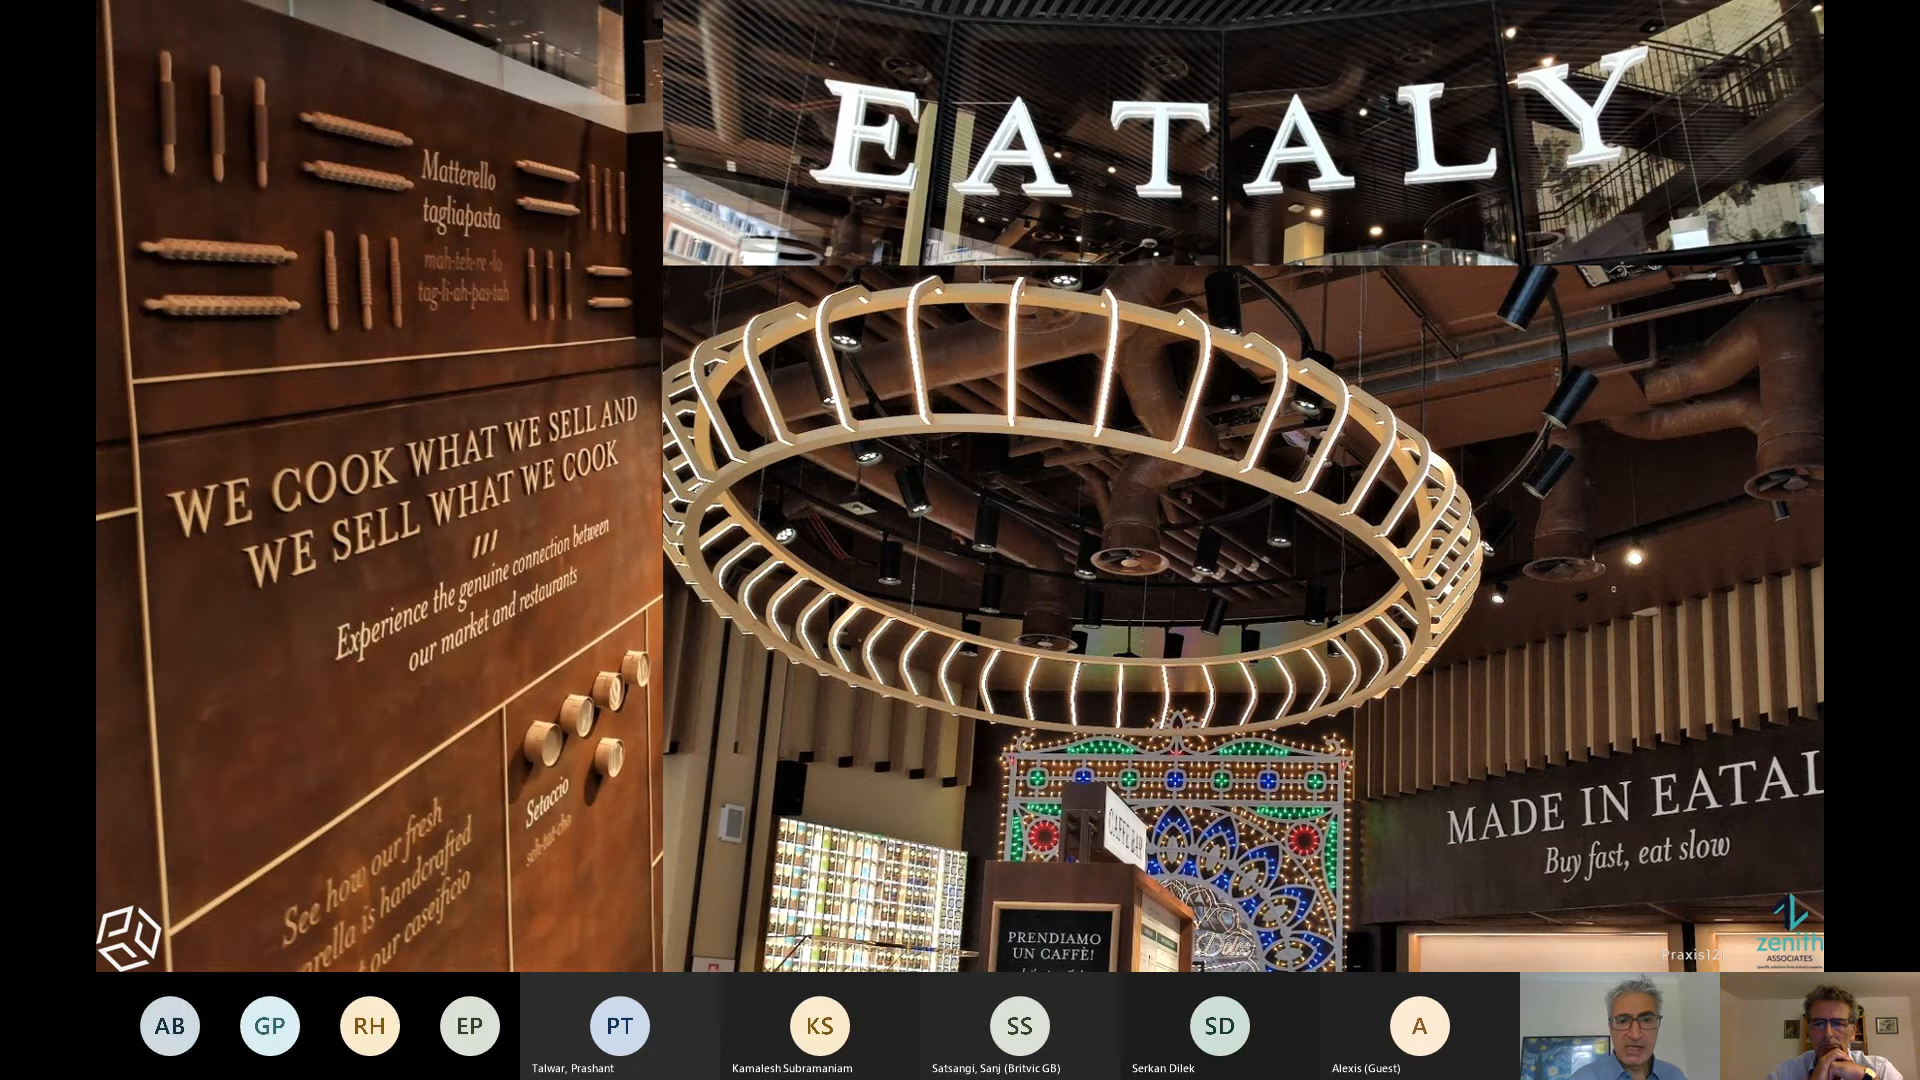 Matterello
tagliapasta
mah-teh-re-lo
tag-li-ah-pas-tah
WE COOK WHAT WE SELL AND
WE SELL WHAT WE COOK
Experience the genuine connection between
our market and restaurants
Setaccio
See how our fresh
is handcrafted
our caseificio
EATALY
CAFFÈ BAR
PRENDIAMO
UN CAFFÈ!
MADE IN EATAL
Buy fast, eat slow
Praxis12
zenith
ASSOCIATES
AB
GP
RH
EP
PT
KS
SS
SD
A
Talwar, Prashant
Kamalesh Subramaniam
Satsangi, Sanj (Britvic GB)
Serkan Dilek
Alexis (Guest)